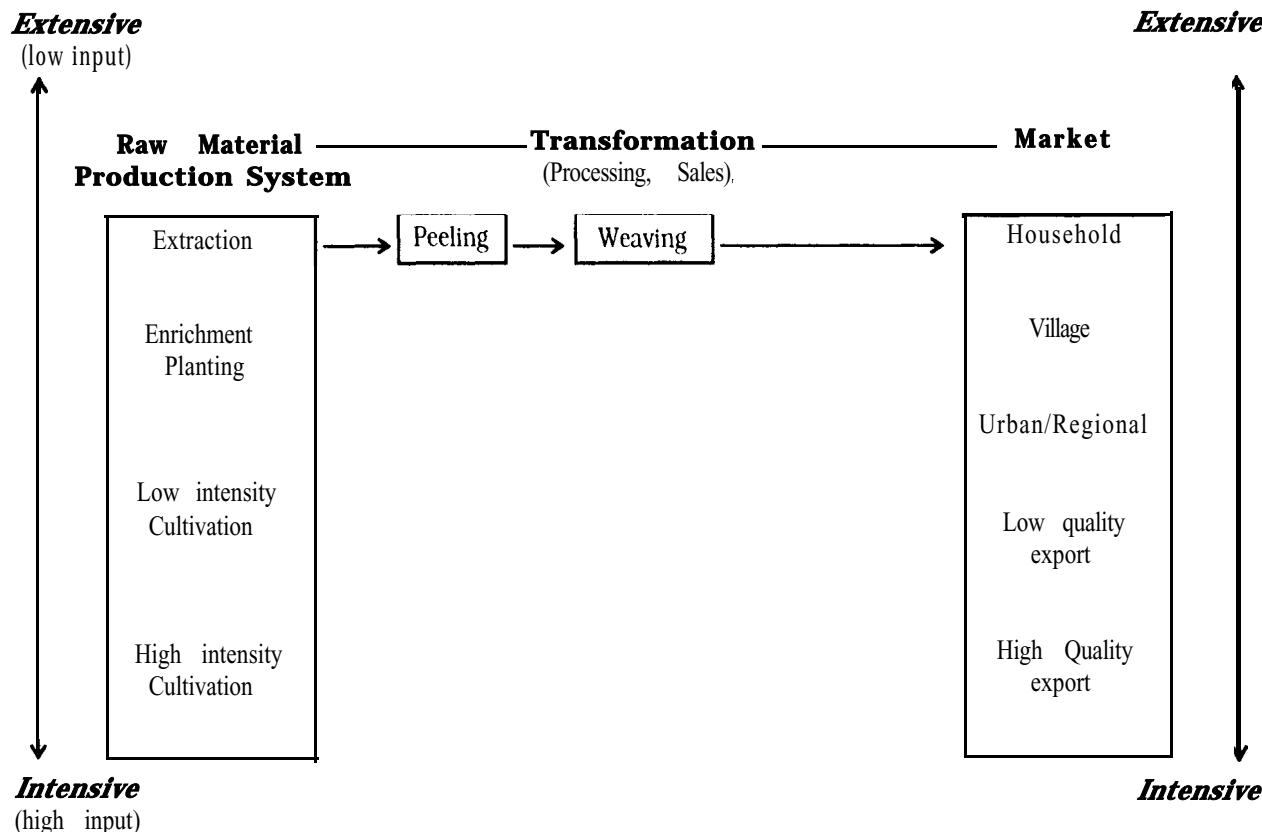 Extensive
(low input)
Extensive
Raw Material
Production System
Transformation
(Processing, Sales)
Market
Extraction
Peeling
Weaving
Household
Enrichment
Planting
Village
Urban/Regional
Low intensity
Cultivation
Low quality
export
High intensity
Cultivation
High Quality
export
Intensive
(high input)
Intensive